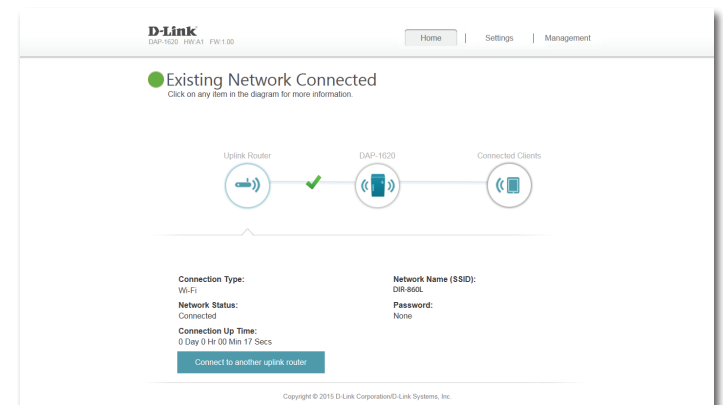 D-Link
DAP-1620 HW:A1 FW:1.00
Home | Settings | Management
Existing Network Connected
Click on any item in the diagram for more information.
Uplink Router
DAP-1620
Connected Clients
Connection Type:
Wi-Fi
Network Status:
Connected
Connection Up Time:
0 Day 0 Hr 00 Min 17 Secs
Network Name (SSID):
DIR-860L
Password:
None
Connect to another uplink router
Copyright © 2015 D-Link Corporation/D-Link Systems, Inc.